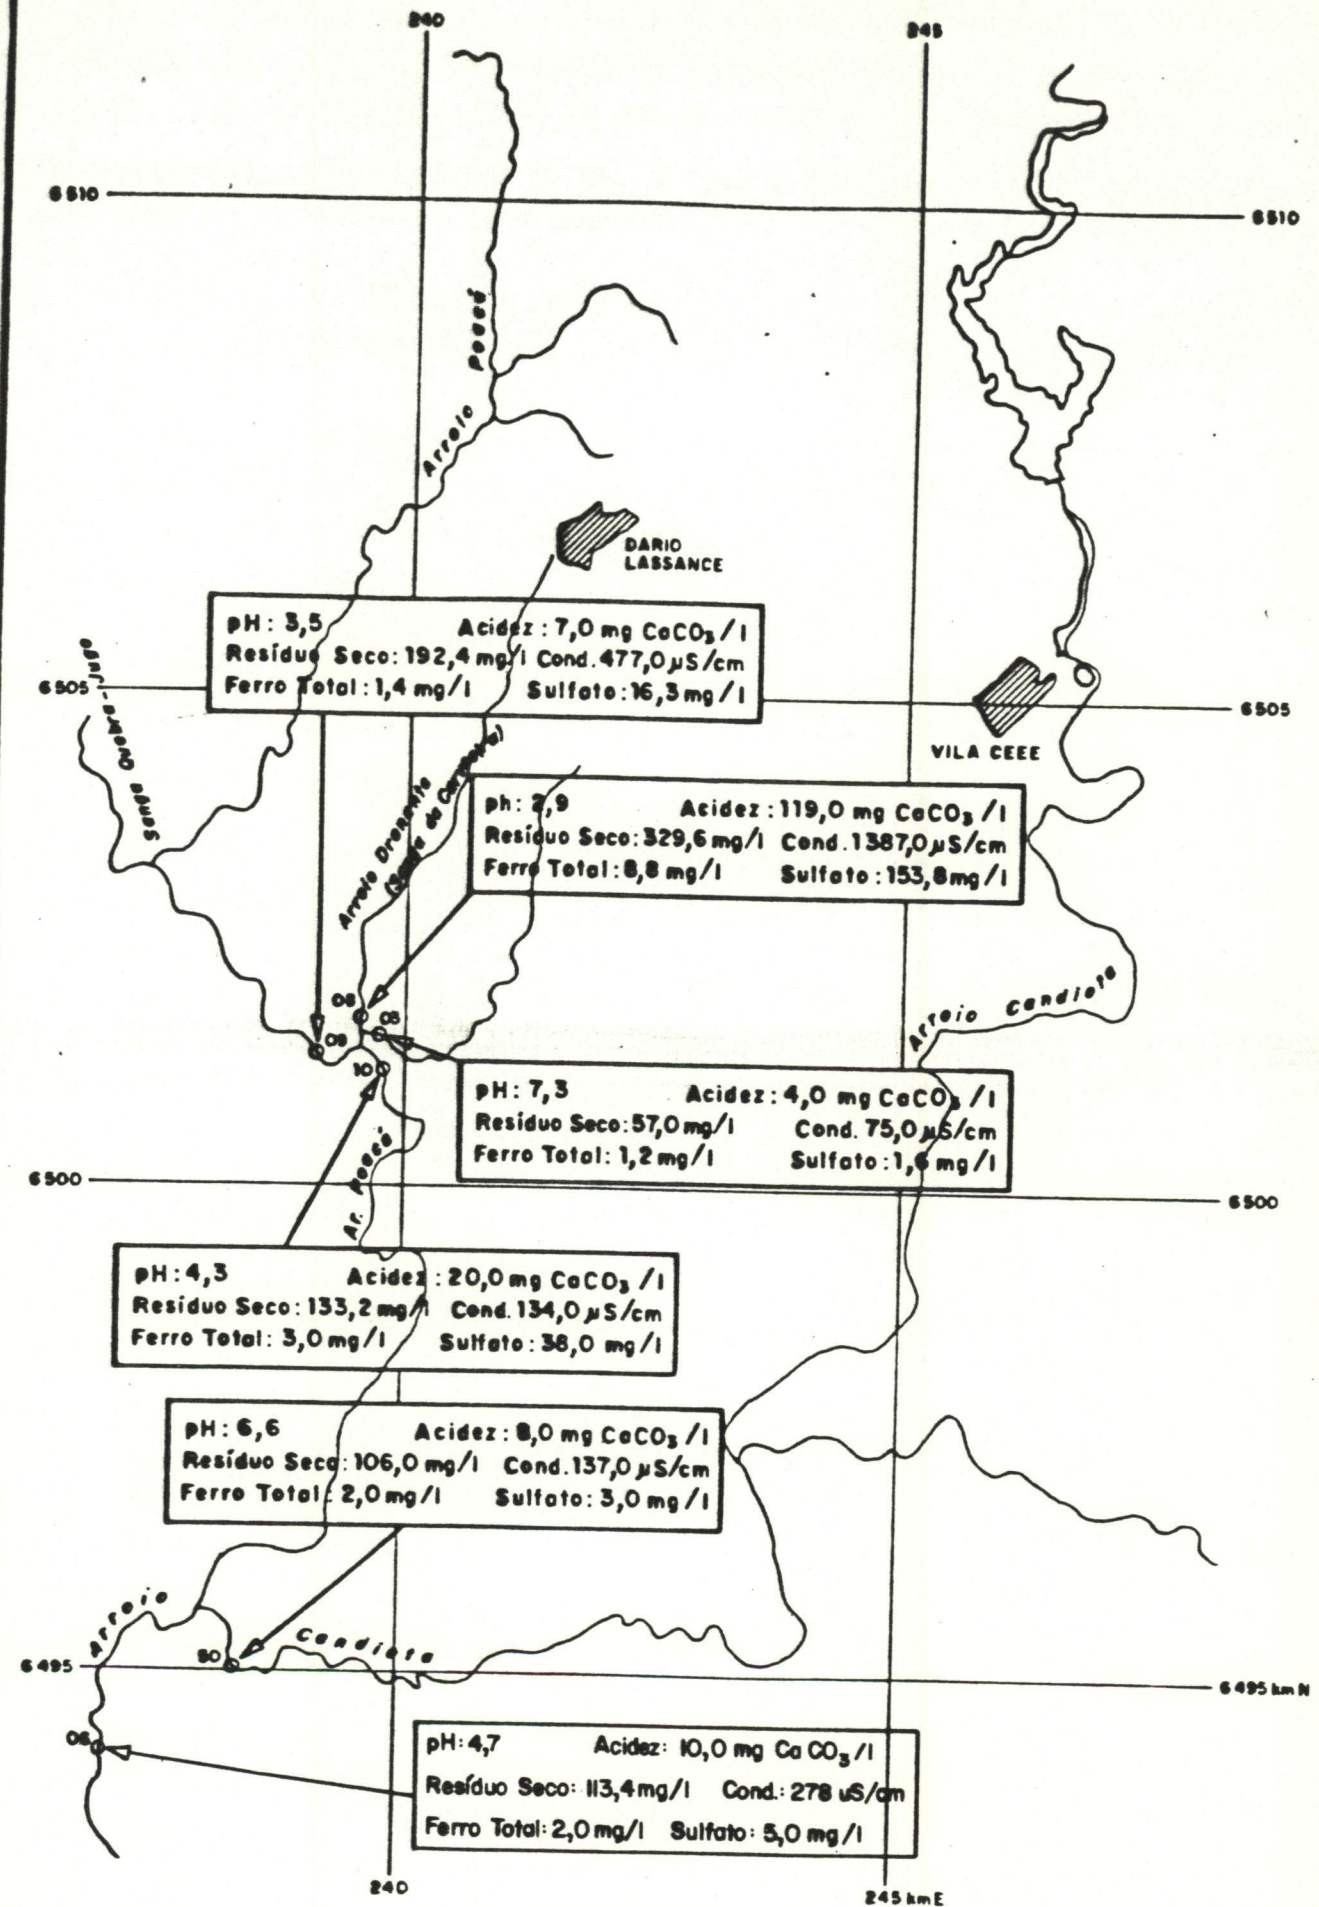 240
245
6510
6510
Arroio Poacá
DARIO
LASSANCE
pH: 3,5 Acidez: 7,0 mg CaCO₃/l
Resíduo Seco: 192,4 mg/l Cond. 477,0 µS/cm
Ferro Total: 1,4 mg/l Sulfato: 16,3 mg/l
6505
6505
Sanga Quebra-Jugo
VILA CEEE
Arroio Drenante
(Sanga da Carvoeira)
ph: 2,9 Acidez: 119,0 mg CaCO₃/l
Resíduo Seco: 329,6 mg/l Cond. 1387,0 µS/cm
Ferro Total: 8,8 mg/l Sulfato: 153,8 mg/l
Arroio Candiota
09
10
pH: 7,3 Acidez: 4,0 mg CaCO₃/l
Resíduo Seco: 57,0 mg/l Cond. 75,0 µS/cm
Ferro Total: 1,2 mg/l Sulfato: 1,6 mg/l
Ar. Poacá
6500
6500
pH: 4,3 Acidez: 20,0 mg CaCO₃/l
Resíduo Seco: 133,2 mg/l Cond. 134,0 µS/cm
Ferro Total: 3,0 mg/l Sulfato: 38,0 mg/l
pH: 6,6 Acidez: 8,0 mg CaCO₃/l
Resíduo Seco: 106,0 mg/l Cond. 137,0 µS/cm
Ferro Total: 2,0 mg/l Sulfato: 3,0 mg/l
Arroio Candiota
6495
6495 km N
06
pH: 4,7 Acidez: 10,0 mg CaCO₃/l
Resíduo Seco: 113,4 mg/l Cond.: 278 uS/cm
Ferro Total: 2,0 mg/l Sulfato: 5,0 mg/l
240
245 km E